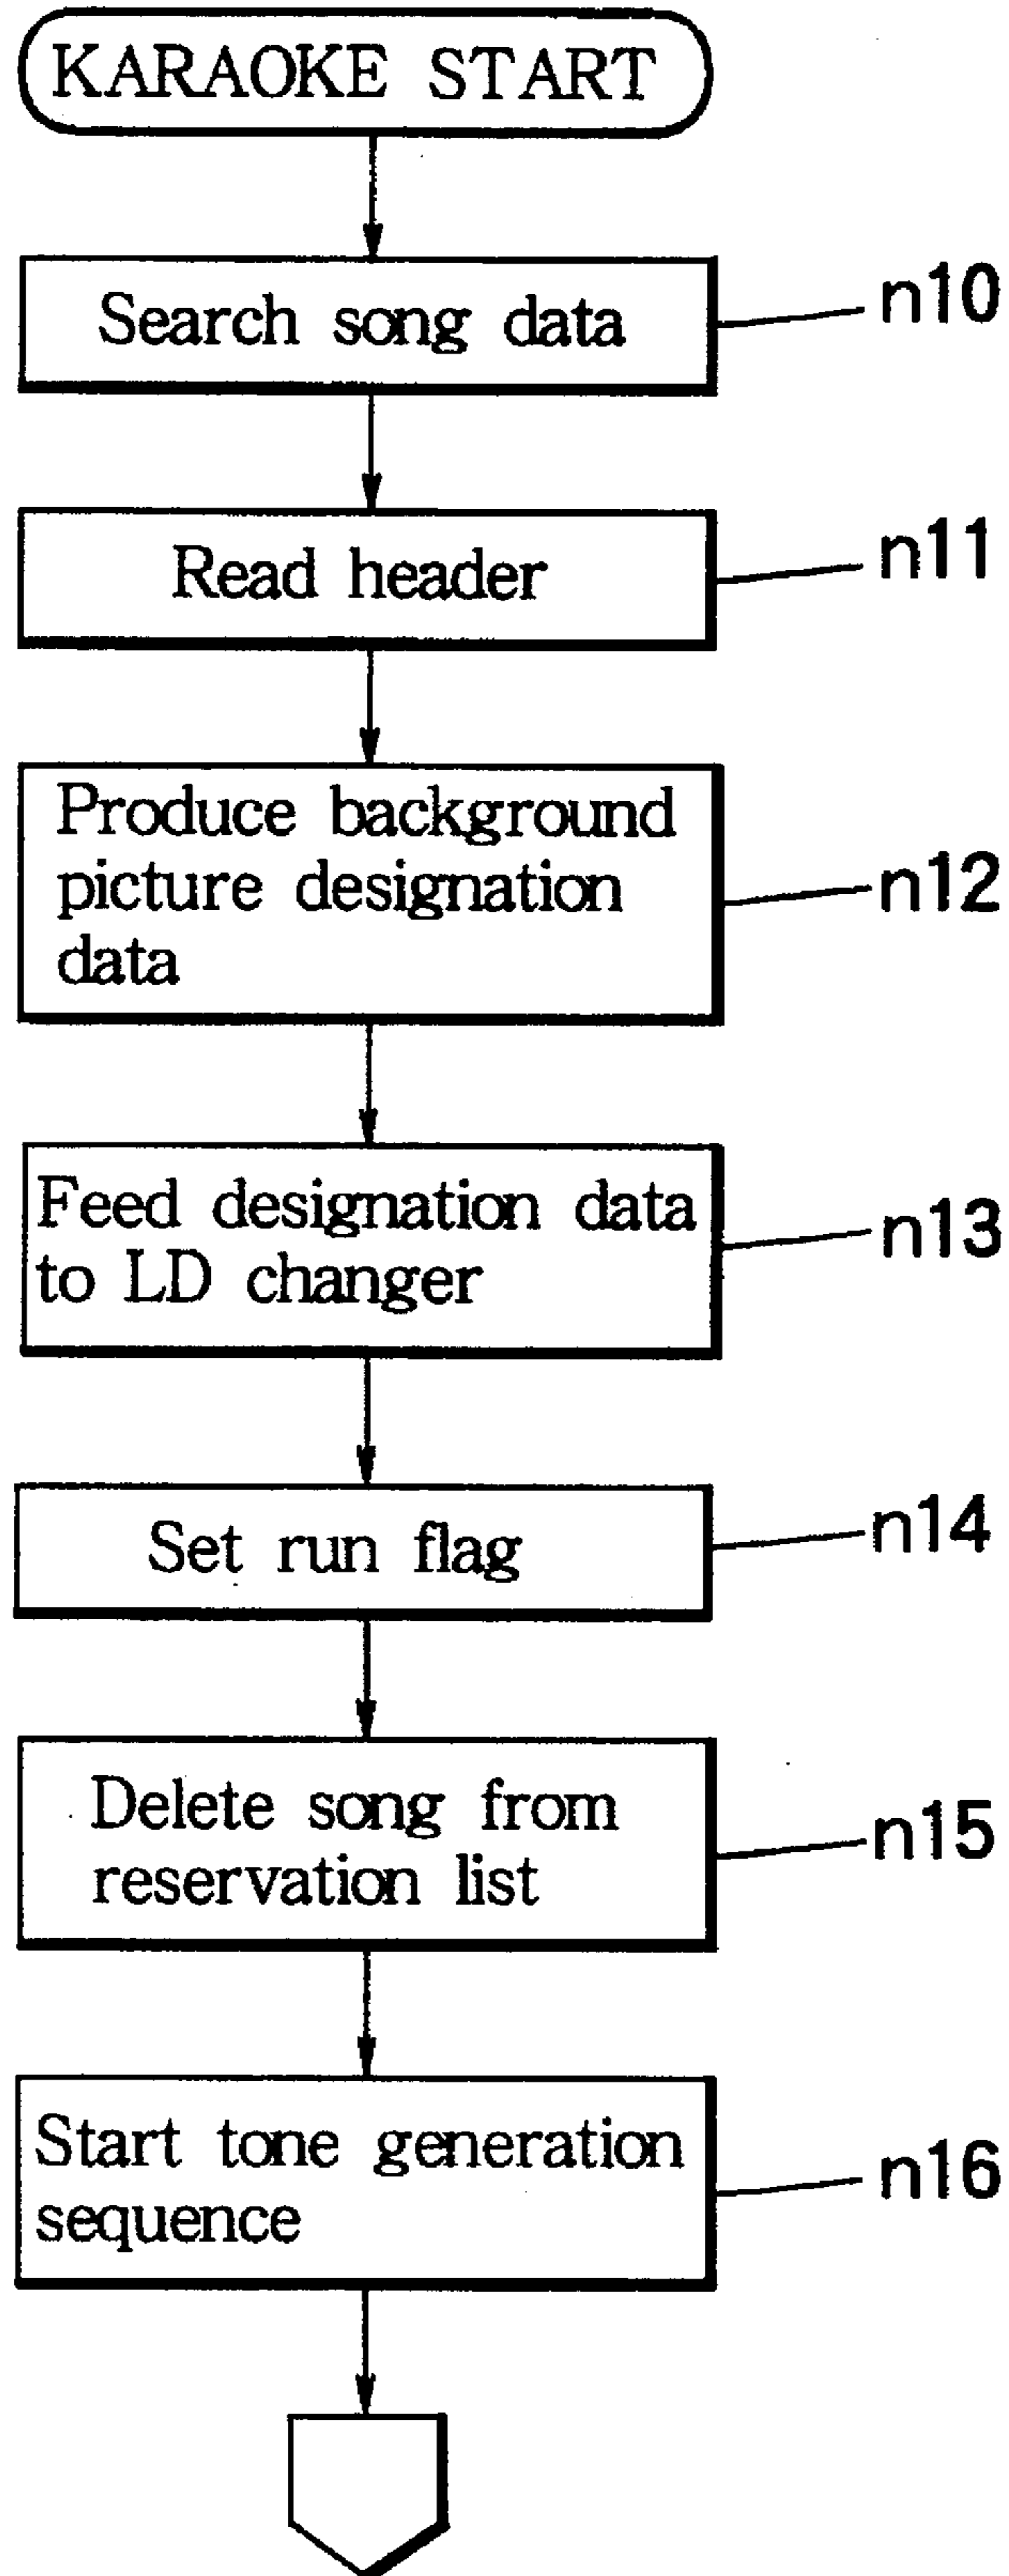 KARAOKE START
Search song data
n10
Read header
n11
Produce background
picture designation
data
n12
Feed designation data
to LD changer
n13
Set run flag
n14
Delete song from
reservation list
n15
Start tone generation
sequence
n16